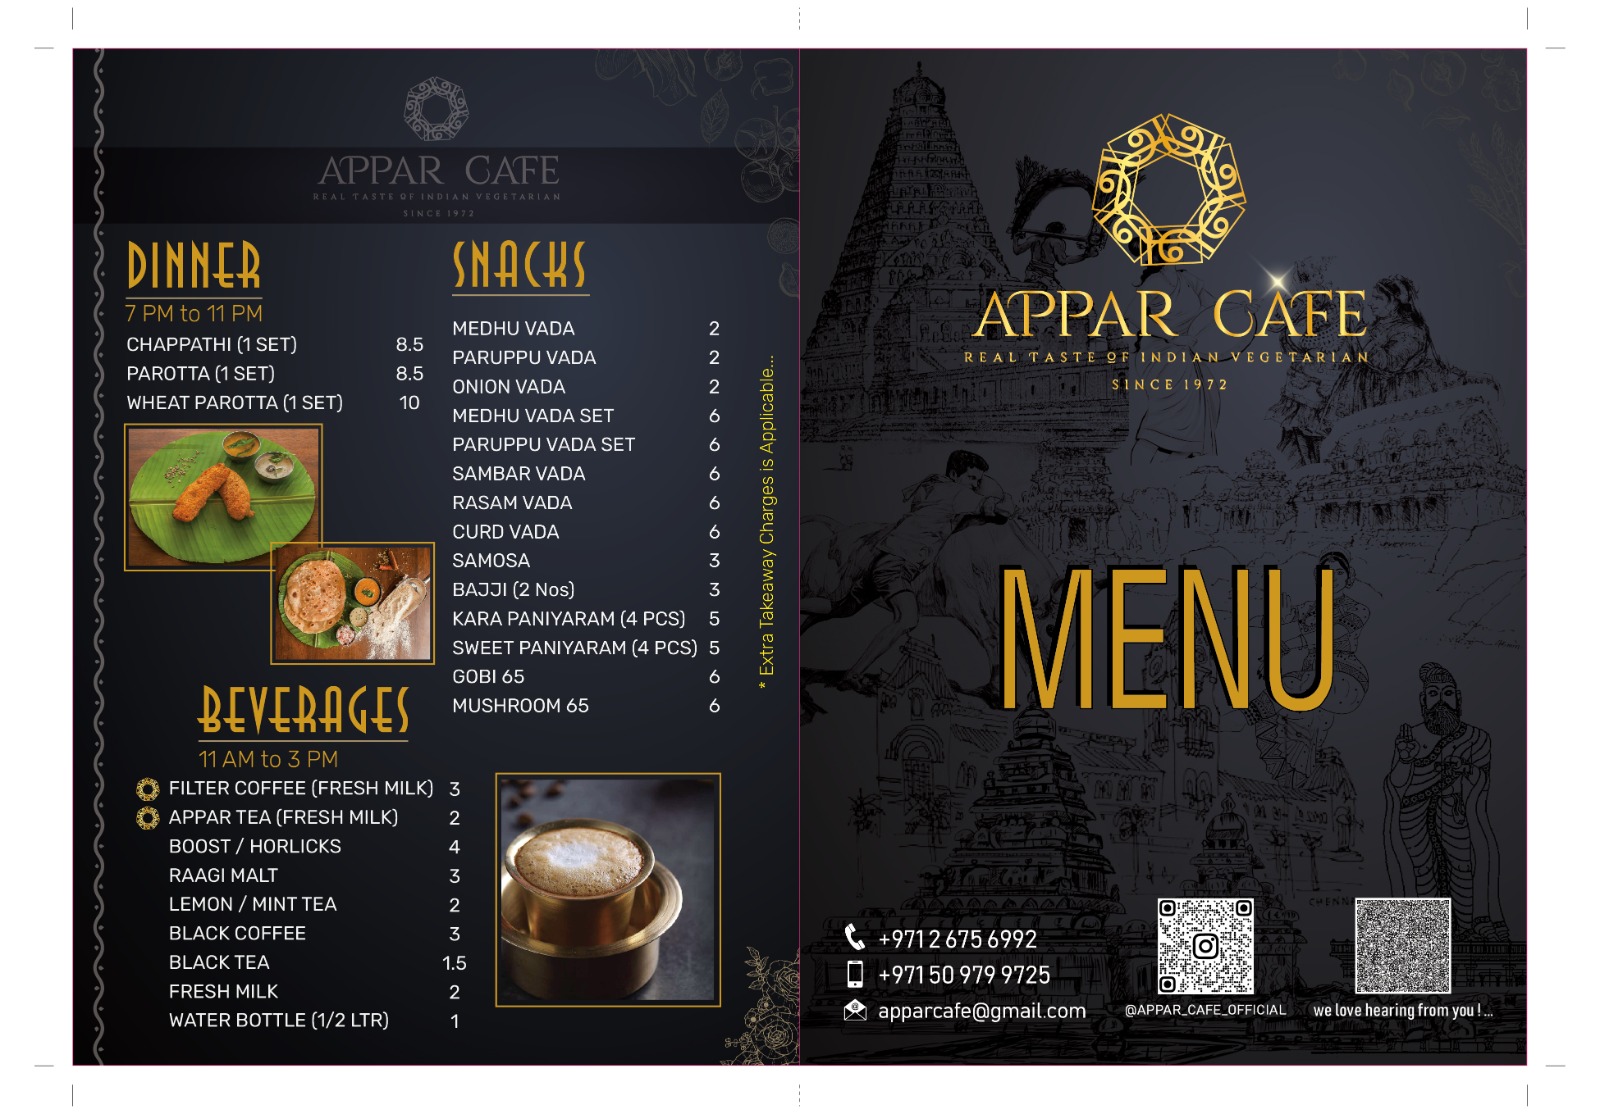 APPAR CAFE
REAL TASTE OF INDIAN VEGETARIAN
SINCE 1972
DINNER
7 PM to 11 PM
CHAPPATHI (1 SET) 8.5
PAROTTA (1 SET) 8.5
WHEAT PAROTTA (1 SET) 10
SNACKS
MEDHU VADA 2
PARUPPU VADA 2
ONION VADA 2
MEDHU VADA SET 6
PARUPPU VADA SET 6
SAMBAR VADA 6
RASAM VADA 6
CURD VADA 6
SAMOSA 3
BAJJI (2 Nos) 3
KARA PANIYARAM (4 PCS) 5
SWEET PANIYARAM (4 PCS) 5
GOBI 65 6
MUSHROOM 65 6
* Extra Takeaway Charges is Applicable...
BEVERAGES
11 AM to 3 PM
FILTER COFFEE (FRESH MILK) 3
APPAR TEA (FRESH MILK) 2
BOOST / HORLICKS 4
RAAGI MALT 3
LEMON / MINT TEA 2
BLACK COFFEE 3
BLACK TEA 1.5
FRESH MILK 2
WATER BOTTLE (1/2 LTR) 1
APPAR CAFE
REAL TASTE OF INDIAN VEGETARIAN
SINCE 1972
MENU
+971 2 675 6992
+971 50 979 9725
apparcafe@gmail.com
@APPAR_CAFE_OFFICIAL
we love hearing from you ! ...